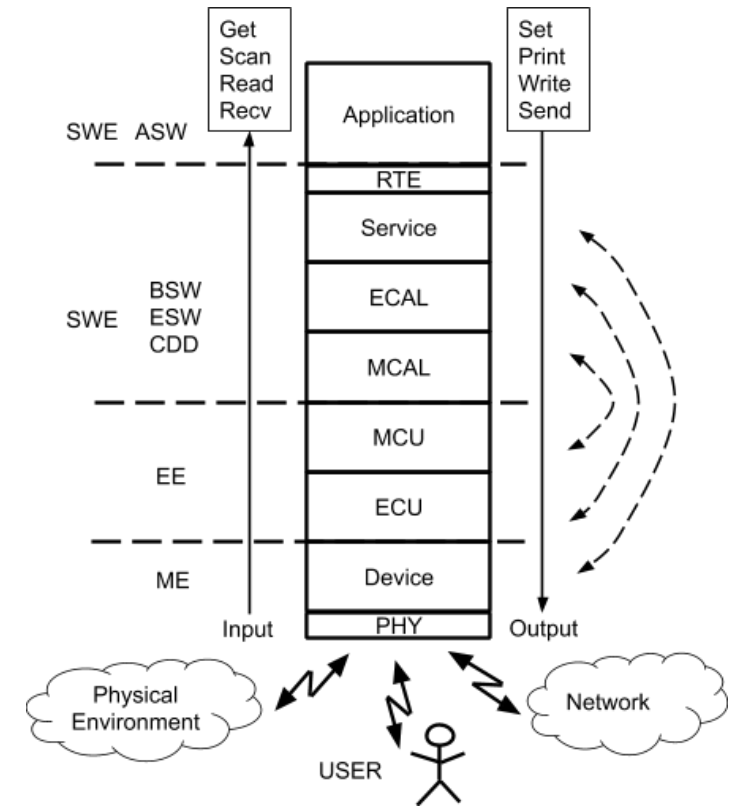 Get
Scan
Read
Recv
Set
Print
Write
Send
Application
SWE ASW
RTE
Service
BSW
SWE ESW
CDD
ECAL
MCAL
MCU
EE
ECU
ME
Device
Input
PHY
Output
Physical
Environment
Network
USER